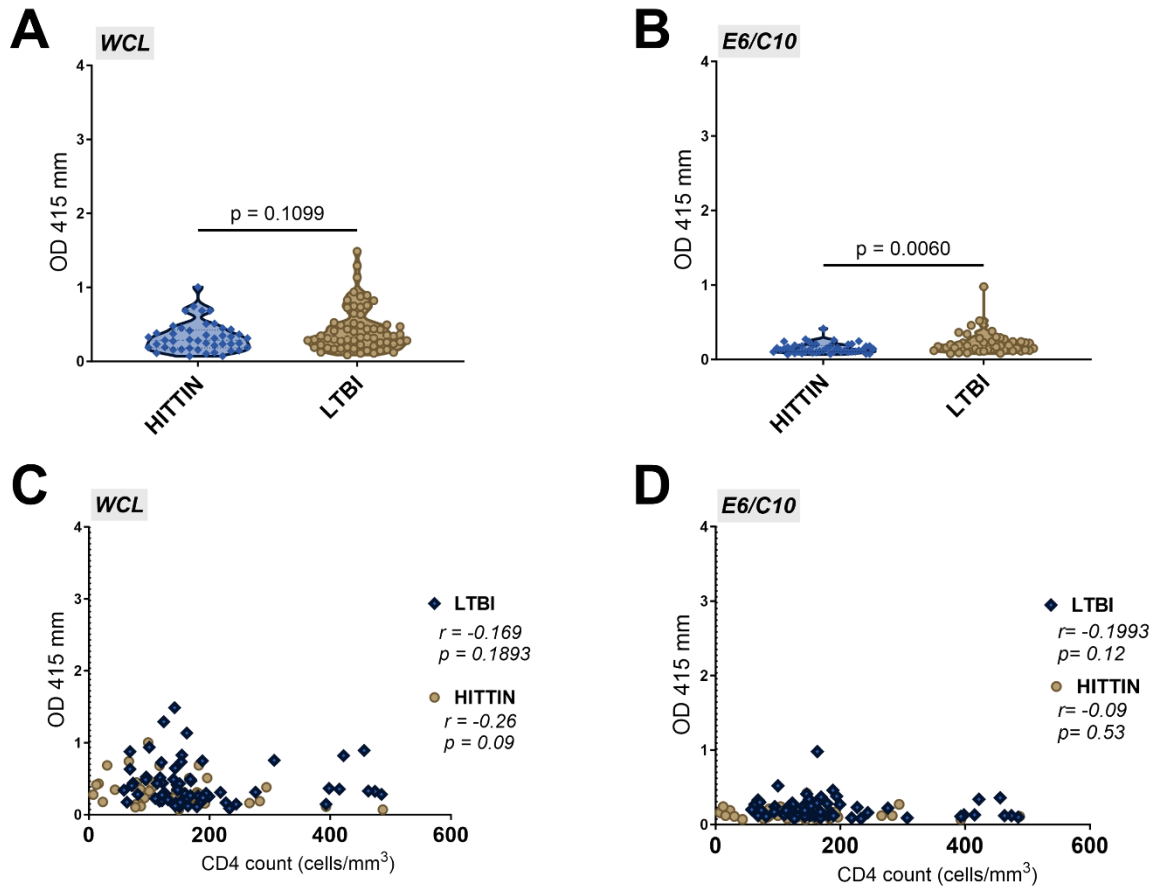 A
WCL
OD 415 mm
4
3
2
1
0
p = 0.1099
HITTIN
LTBI
B
E6/C10
OD 415 mm
4
3
2
1
0
p = 0.0060
HITTIN
LTBI
C
WCL
OD 415 mm
4
3
2
1
0
0
200
400
600
CD4 count (cells/mm³)
LTBI
r = -0.169
p = 0.1893
HITTIN
r = -0.26
p = 0.09
D
E6/C10
OD 415 mm
4
3
2
1
0
0
200
400
600
CD4 count (cells/mm³)
LTBI
r= -0.1993
p= 0.12
HITTIN
r= -0.09
p= 0.53